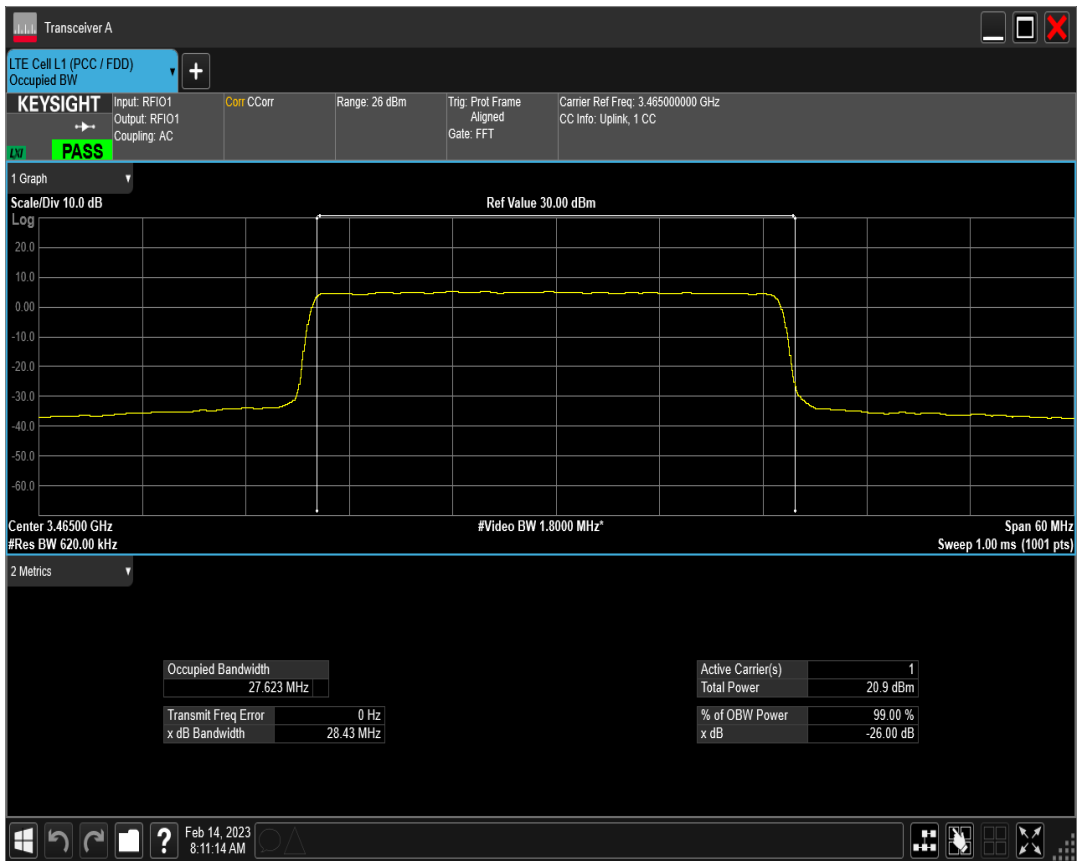 Transceiver A
LTE Cell L1 (PCC / FDD)
Occupied BW
KEYSIGHT
LXI
PASS
Input: RFIO1
Output: RFIO1
Coupling: AC
Corr CCorr
Range: 26 dBm
Trig: Prot Frame
Aligned
Gate: FFT
Carrier Ref Freq: 3.465000000 GHz
CC Info: Uplink, 1 CC
1 Graph
Scale/Div 10.0 dB
Ref Value 30.00 dBm
Log
20.0
10.0
0.00
-10.0
-20.0
-30.0
-40.0
-50.0
-60.0
Center 3.46500 GHz
#Video BW 1.8000 MHz*
Span 60 MHz
#Res BW 620.00 kHz
Sweep 1.00 ms (1001 pts)
2 Metrics
Occupied Bandwidth
27.623 MHz
Transmit Freq Error 0 Hz
x dB Bandwidth 28.43 MHz
Active Carrier(s) 1
Total Power 20.9 dBm
% of OBW Power 99.00 %
x dB -26.00 dB
?
Feb 14, 2023
8:11:14 AM